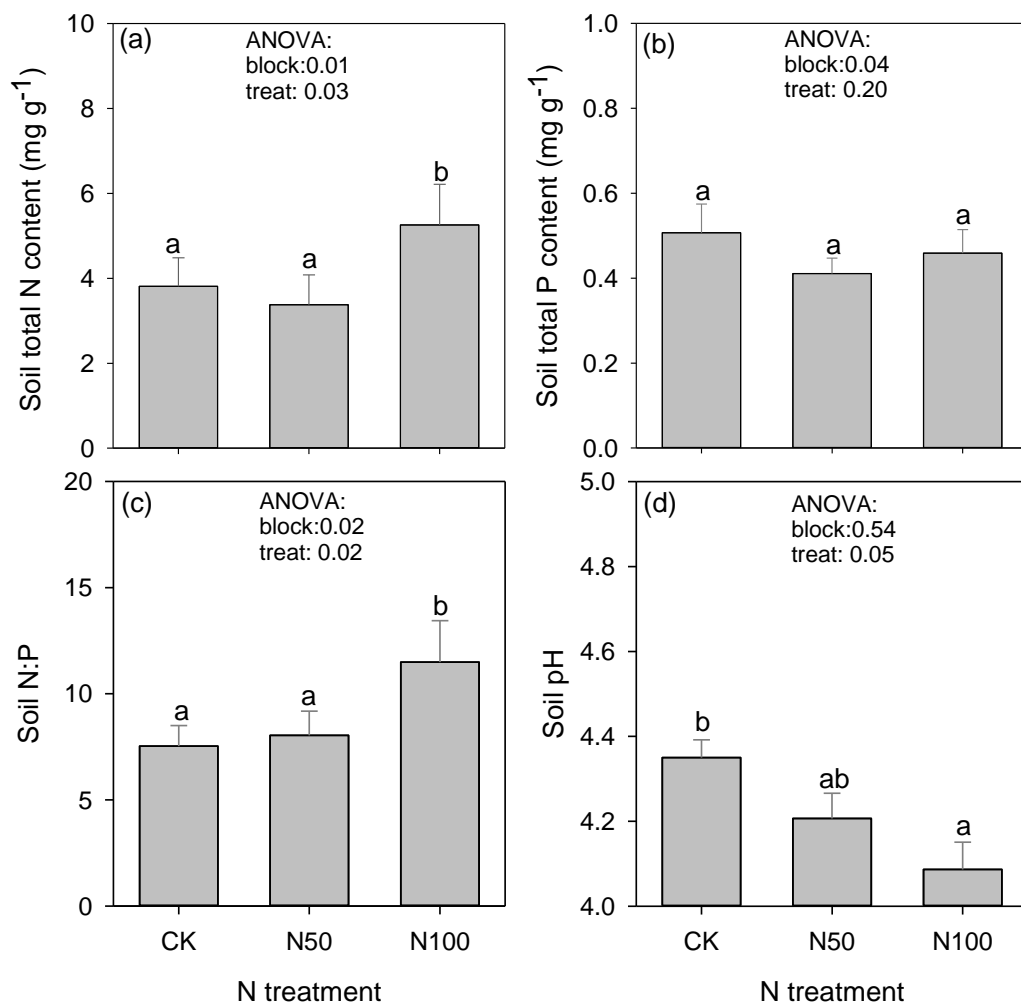 (a)
ANOVA:
block:0.01
treat: 0.03
Soil total N content (mg g⁻¹)
10
8
6
4
2
0
a
a
b
(b)
ANOVA:
block:0.04
treat: 0.20
Soil total P content (mg g⁻¹)
1.0
0.8
0.6
0.4
0.2
0.0
a
a
a
(c)
ANOVA:
block:0.02
treat: 0.02
Soil N:P
20
15
10
5
0
a
a
b
CK N50 N100
N treatment
(d)
ANOVA:
block:0.54
treat: 0.05
Soil pH
5.0
4.8
4.6
4.4
4.2
4.0
b
ab
a
CK N50 N100
N treatment